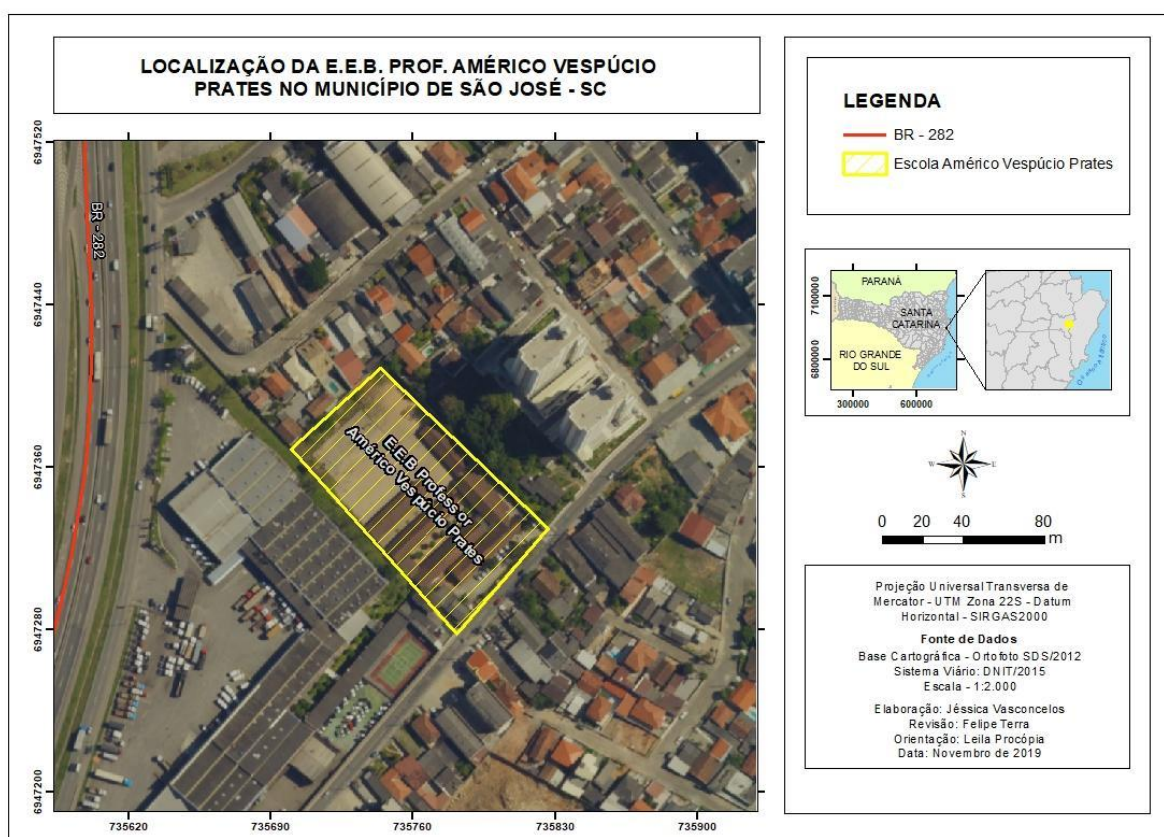 LOCALIZAÇÃO DA E.E.B. PROF. AMÉRICO VESPÚCIO
PRATES NO MUNICÍPIO DE SÃO JOSÉ - SC
6947520
6947440
6947360
6947280
6947200
735620
735690
735760
735830
735900
BR - 282
E.E.B Professor
Américo Vespúcio Prates
LEGENDA
BR - 282
Escola Américo Vespúcio Prates
PARANÁ
SANTA
CATARINA
RIO GRANDE
DO SUL
7100000
6800000
300000
600000
N
W
E
S
0 20 40 80
m
Projeção Universal Transversa de
Mercator - UTM Zona 22S - Datum
Horizontal - SIRGAS2000
Fonte de Dados
Base Cartográfica - Ortofoto SDS/2012
Sistema Viário: DNIT/2015
Escala - 1:2.000
Elaboração: Jéssica Vasconcelos
Revisão: Felipe Terra
Orientação: Leila Procópia
Data: Novembro de 2019